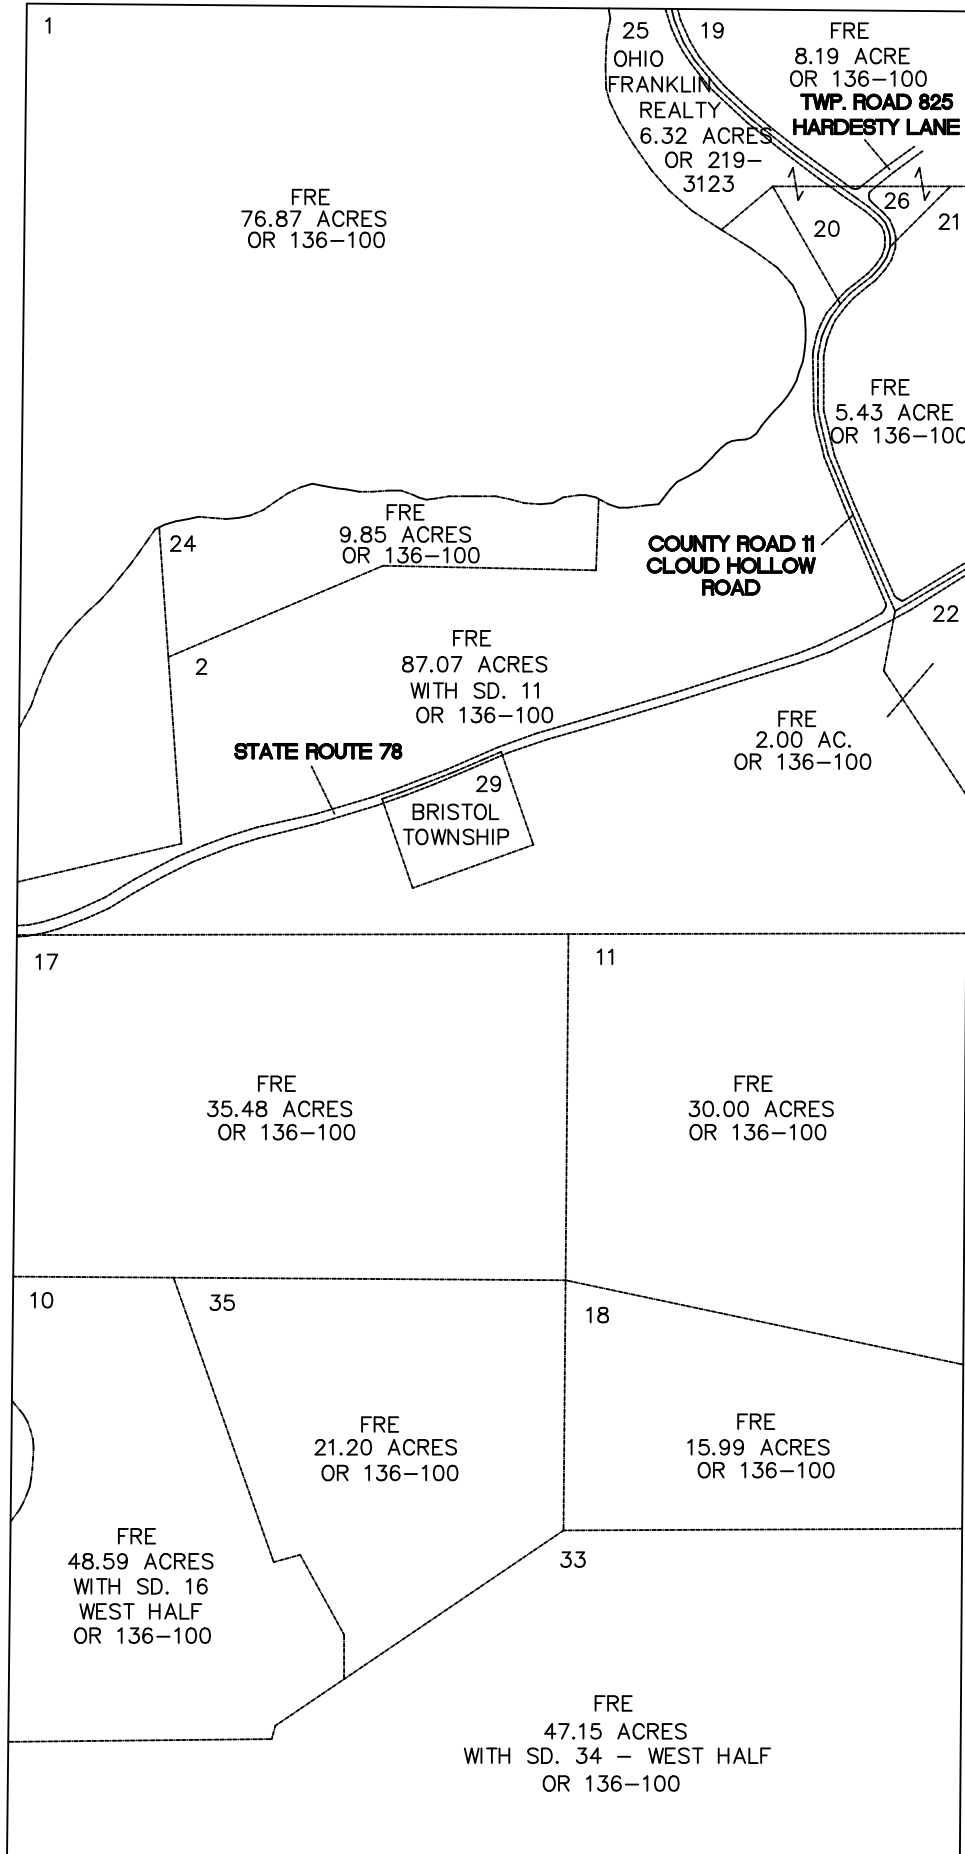 1
25
19
OHIO
FRANKLIN
REALTY
6.32 ACRES
OR 219-
3123
FRE
8.19 ACRE
OR 136-100
TWP. ROAD 825
HARDESTY LANE
FRE
76.87 ACRES
OR 136-100
20
26
21
FRE
5.43 ACRE
OR 136-100
24
FRE
9.85 ACRES
OR 136-100
COUNTY ROAD 11
CLOUD HOLLOW
ROAD
22
2
FRE
87.07 ACRES
WITH SD. 11
OR 136-100
FRE
2.00 AC.
OR 136-100
STATE ROUTE 78
29
BRISTOL
TOWNSHIP
17
11
FRE
35.48 ACRES
OR 136-100
FRE
30.00 ACRES
OR 136-100
10
35
18
FRE
21.20 ACRES
OR 136-100
FRE
15.99 ACRES
OR 136-100
FRE
48.59 ACRES
WITH SD. 16
WEST HALF
OR 136-100
33
FRE
47.15 ACRES
WITH SD. 34 - WEST HALF
OR 136-100